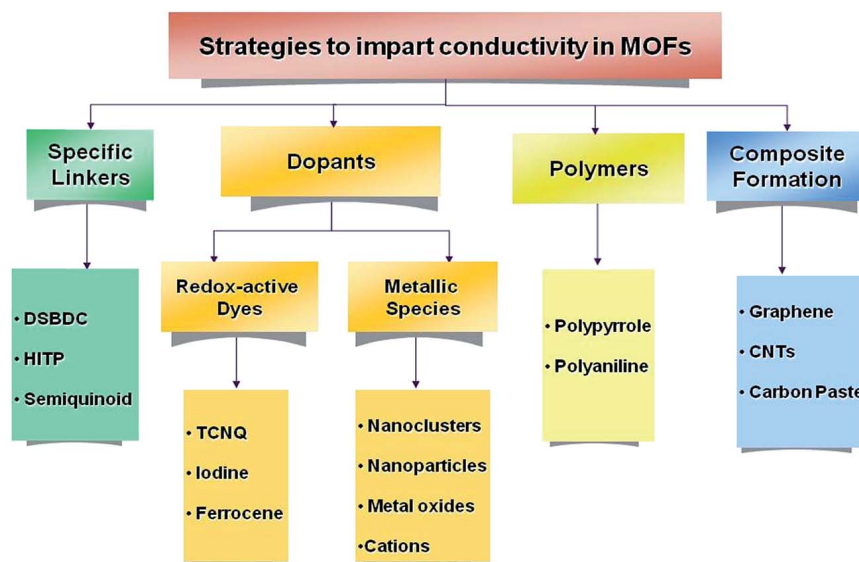 Strategies to impart conductivity in MOFs
Specific
Linkers
Dopants
Polymers
Composite
Formation
• DSBDC
• HITP
• Semiquinoid
Redox-active
Dyes
Metallic
Species
• Polypyrrole
• Polyaniline
• Graphene
• CNTs
• Carbon Paste
• TCNQ
• Iodine
• Ferrocene
• Nanoclusters
• Nanoparticles
• Metal oxides
• Cations